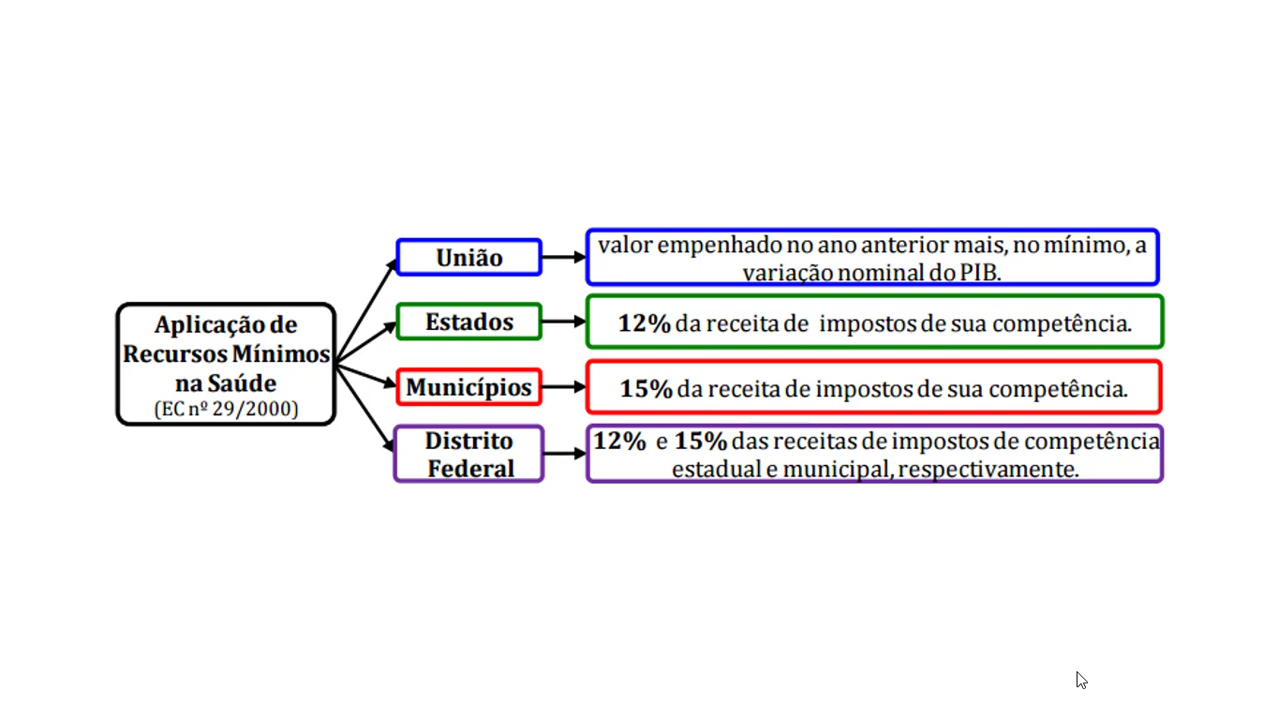 Aplicação de
Recursos Mínimos
na Saúde
(EC nº 29/2000)
União
valor empenhado no ano anterior mais, no mínimo, a
variação nominal do PIB.
Estados
12% da receita de impostos de sua competência.
Municípios
15% da receita de impostos de sua competência.
Distrito
Federal
12% e 15% das receitas de impostos de competência
estadual e municipal, respectivamente.